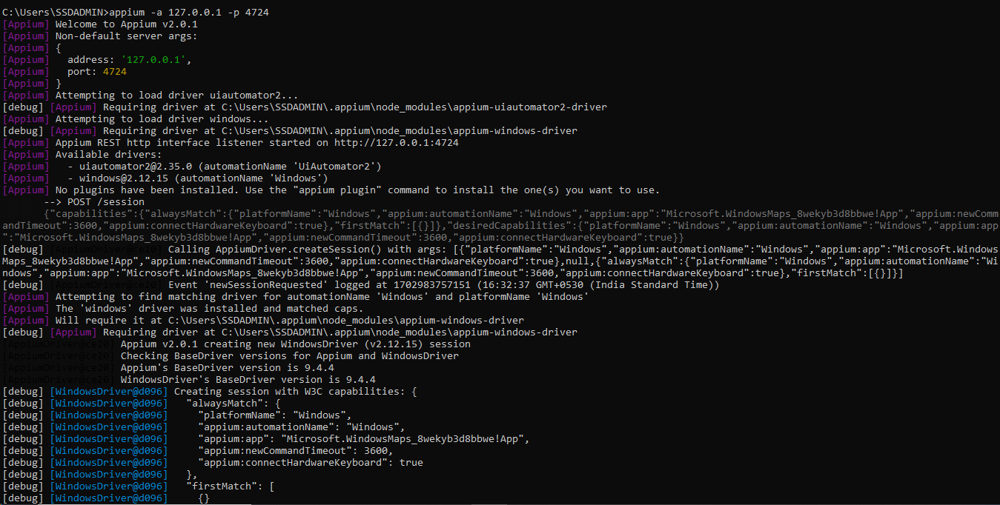 C:\Users\SSDADMIN>appium -a 127.0.0.1 -p 4724
[Appium] Welcome to Appium v2.0.1
[Appium] Non-default server args:
[Appium] {
[Appium]   address: '127.0.0.1',
[Appium]   port: 4724
[Appium] }
[Appium] Attempting to load driver uiautomator2...
[debug] [Appium] Requiring driver at C:\Users\SSDADMIN\.appium\node_modules\appium-uiautomator2-driver
[Appium] Attempting to load driver windows...
[debug] [Appium] Requiring driver at C:\Users\SSDADMIN\.appium\node_modules\appium-windows-driver
[Appium] Appium REST http interface listener started on http://127.0.0.1:4724
[Appium] Available drivers:
[Appium]   - uiautomator2@2.35.0 (automationName 'UiAutomator2')
[Appium]   - windows@2.12.15 (automationName 'Windows')
[Appium] No plugins have been installed. Use the "appium plugin" command to install the one(s) you want to use.
--> POST /session
{"capabilities":{"alwaysMatch":{"platformName":"Windows","appium:automationName":"Windows","appium:app":"Microsoft.WindowsMaps_8wekyb3d8bbwe!App","appium:newComm
andTimeout":3600,"appium:connectHardwareKeyboard":true},"firstMatch":[{}]},"desiredCapabilities":{"platformName":"Windows","appium:automationName":"Windows","appium:app
":"Microsoft.WindowsMaps_8wekyb3d8bbwe!App","appium:newCommandTimeout":3600,"appium:connectHardwareKeyboard":true}}
[debug] [AppiumDriver@ce20] Calling AppiumDriver.createSession() with args: [{"platformName":"Windows","appium:automationName":"Windows","appium:app":"Microsoft.Windows
Maps_8wekyb3d8bbwe!App","appium:newCommandTimeout":3600,"appium:connectHardwareKeyboard":true},null,{"alwaysMatch":{"platformName":"Windows","appium:automationName":"Wi
ndows","appium:app":"Microsoft.WindowsMaps_8wekyb3d8bbwe!App","appium:newCommandTimeout":3600,"appium:connectHardwareKeyboard":true},"firstMatch":[{}]}]
[debug] [AppiumDriver@ce20] Event 'newSessionRequested' logged at 1702983757151 (16:32:37 GMT+0530 (India Standard Time))
[Appium] Attempting to find matching driver for automationName 'Windows' and platformName 'Windows'
[Appium] The 'windows' driver was installed and matched caps.
[Appium] Will require it at C:\Users\SSDADMIN\.appium\node_modules\appium-windows-driver
[debug] [Appium] Requiring driver at C:\Users\SSDADMIN\.appium\node_modules\appium-windows-driver
[AppiumDriver@ce20] Appium v2.0.1 creating new WindowsDriver (v2.12.15) session
[AppiumDriver@ce20] Checking BaseDriver versions for Appium and WindowsDriver
[AppiumDriver@ce20] Appium's BaseDriver version is 9.4.4
[AppiumDriver@ce20] WindowsDriver's BaseDriver version is 9.4.4
[debug] [WindowsDriver@d096] Creating session with W3C capabilities: {
[debug] [WindowsDriver@d096]   "alwaysMatch": {
[debug] [WindowsDriver@d096]     "platformName": "Windows",
[debug] [WindowsDriver@d096]     "appium:automationName": "Windows",
[debug] [WindowsDriver@d096]     "appium:app": "Microsoft.WindowsMaps_8wekyb3d8bbwe!App",
[debug] [WindowsDriver@d096]     "appium:newCommandTimeout": 3600,
[debug] [WindowsDriver@d096]     "appium:connectHardwareKeyboard": true
[debug] [WindowsDriver@d096]   },
[debug] [WindowsDriver@d096]   "firstMatch": [
[debug] [WindowsDriver@d096]     {}